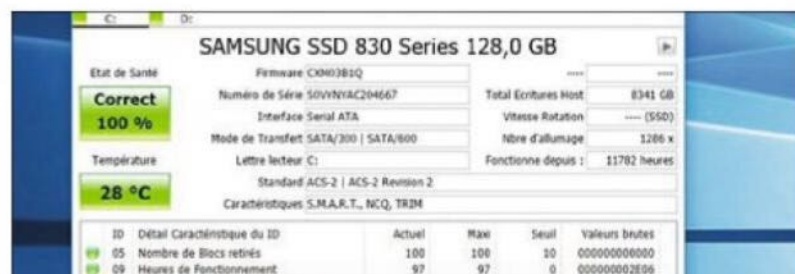 C: D:
SAMSUNG SSD 830 Series 128,0 GB
Etat de Santé
Correct
100 %
Température
28 °C
Firmware CXM03B1Q
Numéro de Série S0VYNYAC204667
Interface Serial ATA
Mode de Transfert SATA/300 | SATA/600
Lettre lecteur C:
Standard ACS-2 | ACS-2 Revision 2
Caractéristiques S.M.A.R.T., NCQ, TRIM
---- ----
Total Ecritures Host 8341 GB
Vitesse Rotation ---- (SSD)
Nbre d'allumage 1286 x
Fonctionne depuis : 11782 heures
ID Détail Caractéristique du ID Actuel Maxi Seuil Valeurs brutes
05 Nombre de Blocs retirés 100 100 10 000000000000
09 Heures de Fonctionnement 97 97 0 000000002E06